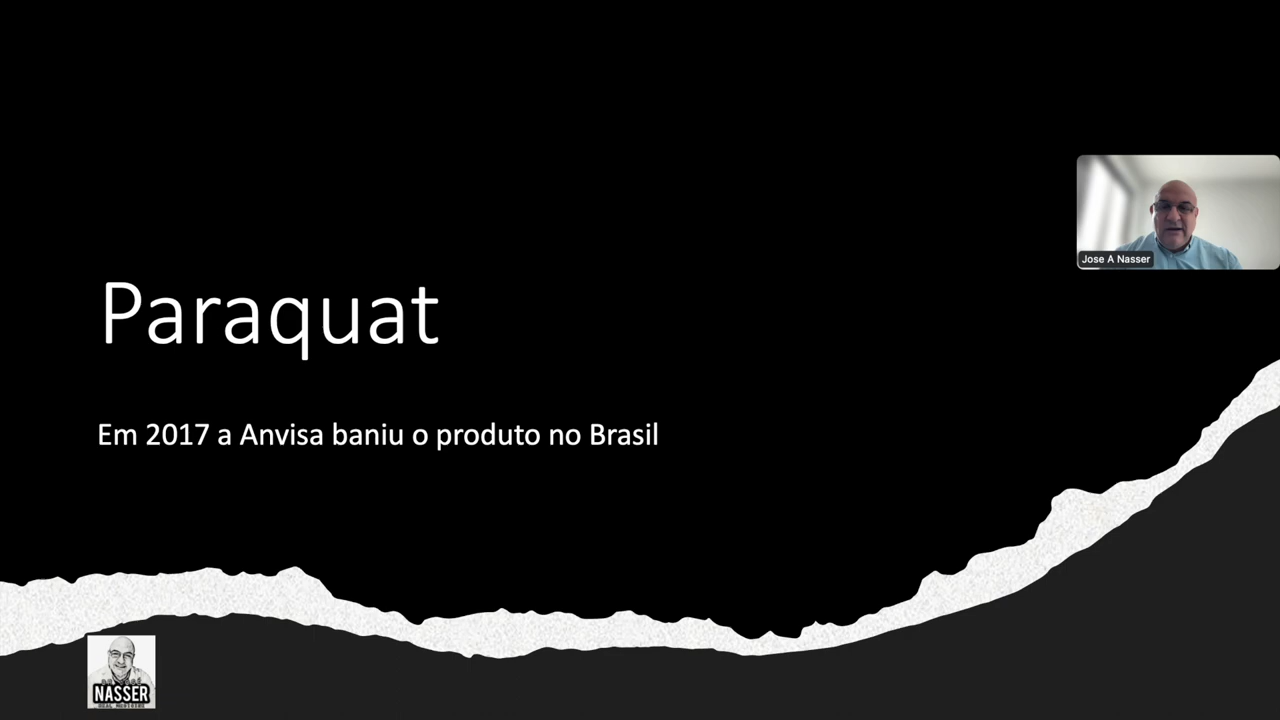 Paraquat
Em 2017 a Anvisa baniu o produto no Brasil
Jose A Nasser
NASSER